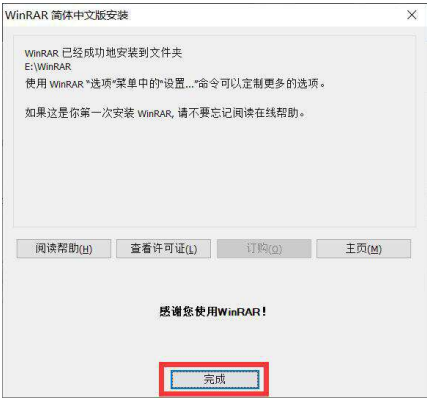 WinRAR 简体中文版安装
WinRAR 已经成功地安装到文件夹
E:\WinRAR
使用 WinRAR “选项”菜单中的“设置...”命令可以定制更多的选项。
如果这是你第一次安装 WinRAR, 请不要忘记阅读在线帮助。
阅读帮助(H) 查看许可证(L) 订购(O) 主页(M)
感谢您使用WinRAR!
完成